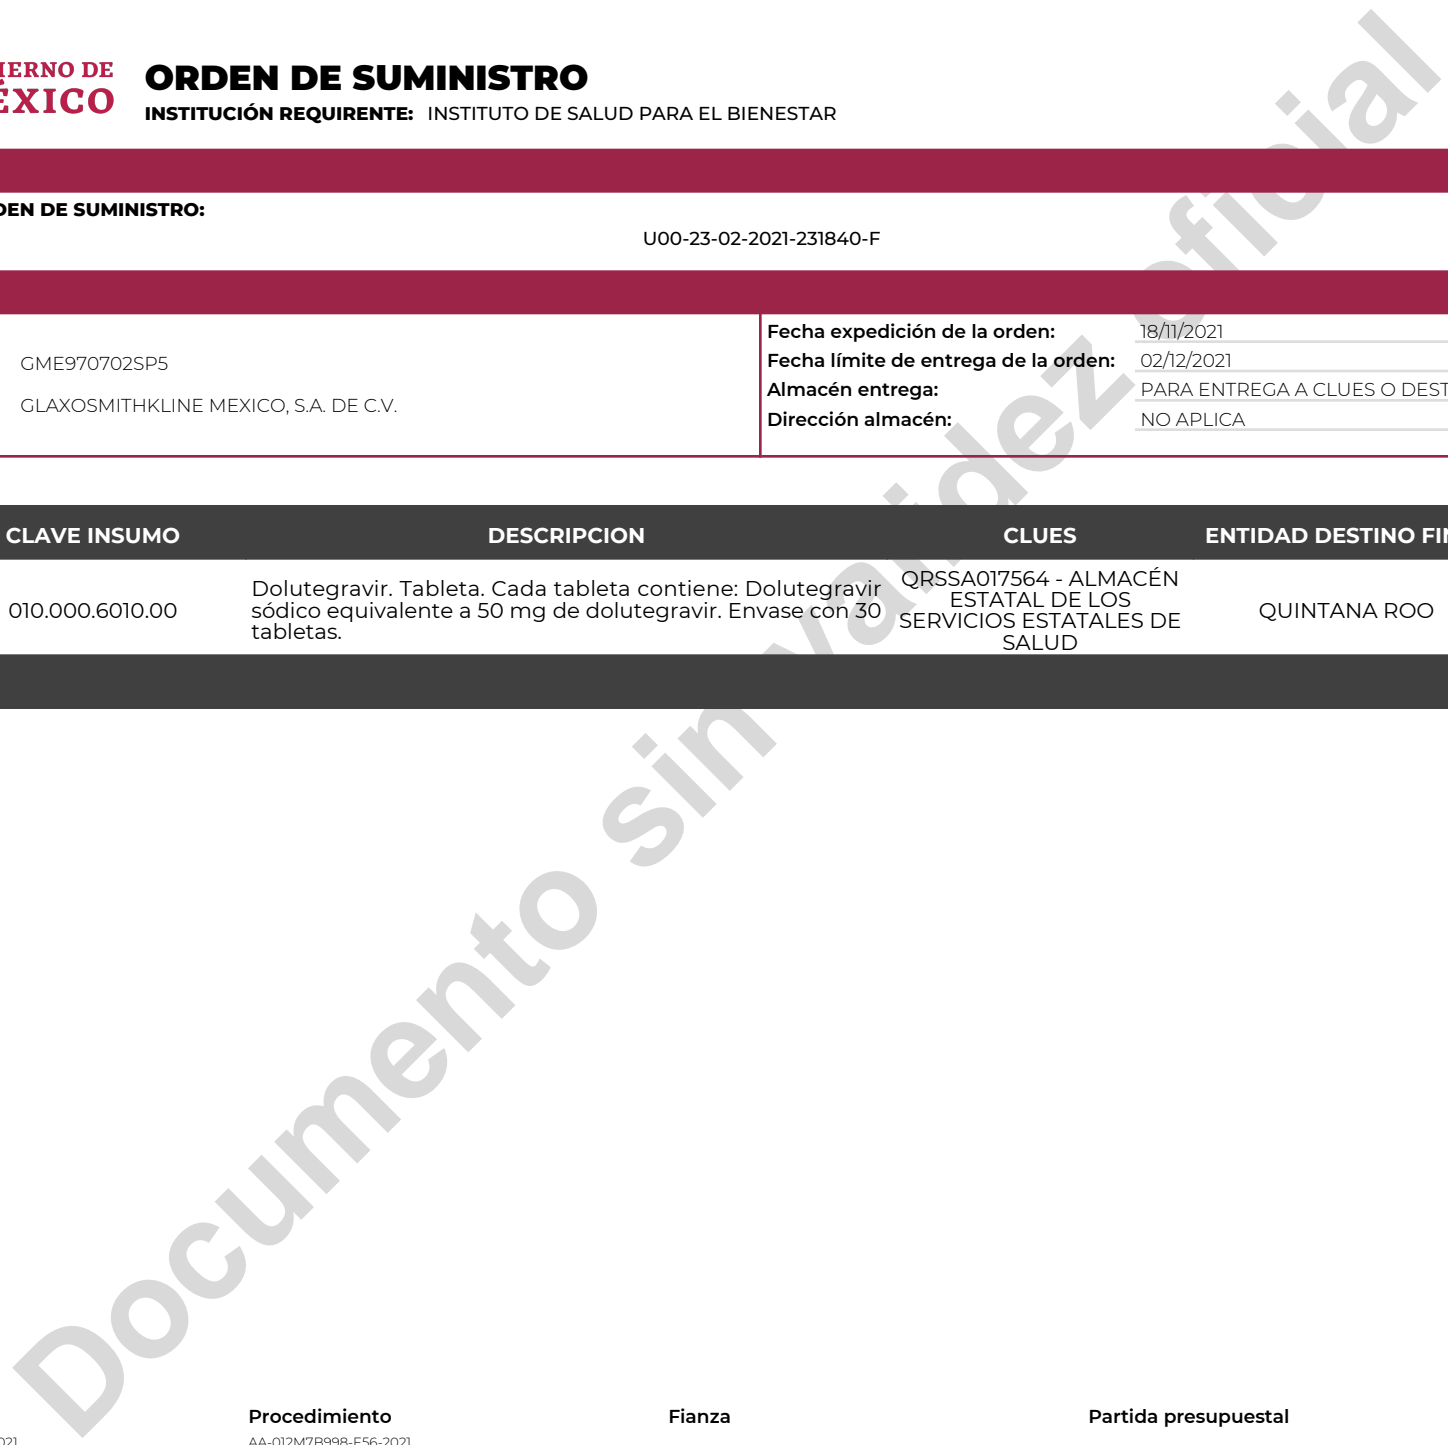 IERNO DE
ÉXICO
ORDEN DE SUMINISTRO
INSTITUCIÓN REQUIRENTE: INSTITUTO DE SALUD PARA EL BIENESTAR
DEN DE SUMINISTRO:
U00-23-02-2021-231840-F
GME970702SP5
GLAXOSMITHKLINE MEXICO, S.A. DE C.V.
Fecha expedición de la orden: 18/11/2021
Fecha límite de entrega de la orden: 02/12/2021
Almacén entrega: PARA ENTREGA A CLUES O DEST
Dirección almacén: NO APLICA
CLAVE INSUMO DESCRIPCION CLUES ENTIDAD DESTINO FIN
010.000.6010.00
Dolutegravir. Tableta. Cada tableta contiene: Dolutegravir
sódico equivalente a 50 mg de dolutegravir. Envase con 30
tabletas.
QRSSA017564 - ALMACÉN
ESTATAL DE LOS
SERVICIOS ESTATALES DE
SALUD
QUINTANA ROO
Documento sin validez oficial
Procedimiento Fianza Partida presupuestal
021 AA-012M7B998-E56-2021